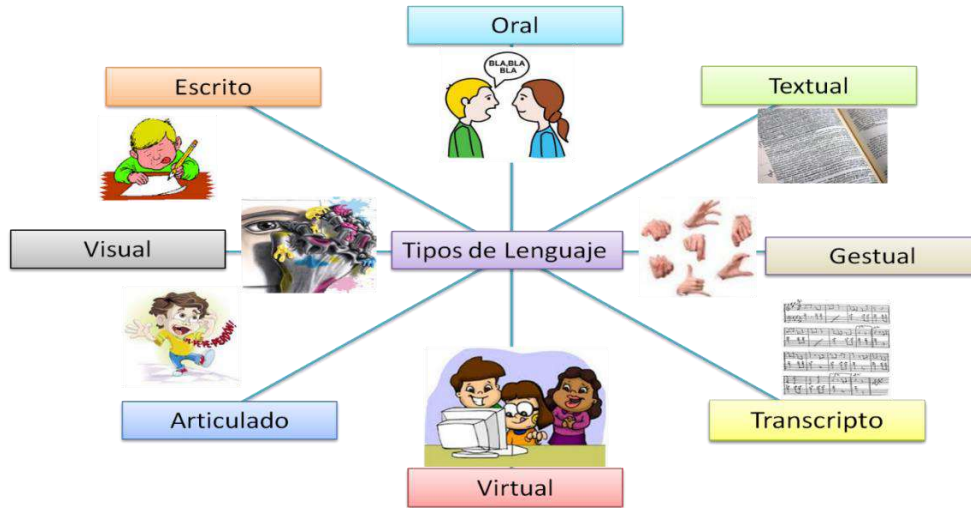 Oral
BLA,BLA
BLA
Escrito
Textual
Visual
Tipos de Lenguaje
Gestual
Articulado
Transcripto
Virtual